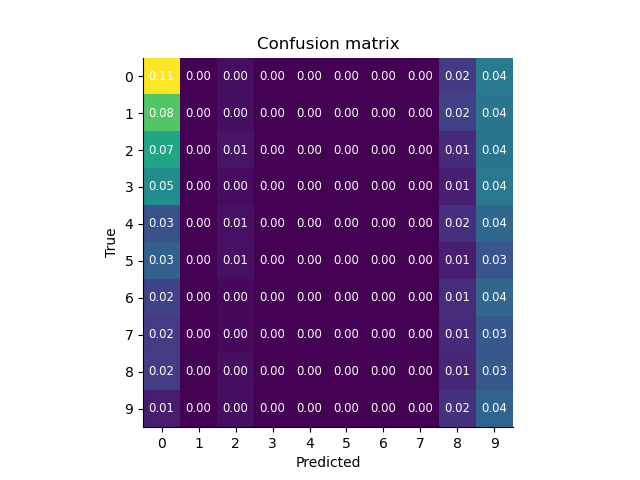 Confusion matrix
0 0.11 0.00 0.00 0.00 0.00 0.00 0.00 0.00 0.02 0.04
1 0.08 0.00 0.00 0.00 0.00 0.00 0.00 0.00 0.02 0.04
2 0.07 0.00 0.01 0.00 0.00 0.00 0.00 0.00 0.01 0.04
3 0.05 0.00 0.00 0.00 0.00 0.00 0.00 0.00 0.01 0.04
4 0.03 0.00 0.01 0.00 0.00 0.00 0.00 0.00 0.02 0.04
5 0.03 0.00 0.01 0.00 0.00 0.00 0.00 0.00 0.01 0.03
6 0.02 0.00 0.00 0.00 0.00 0.00 0.00 0.00 0.01 0.04
7 0.02 0.00 0.00 0.00 0.00 0.00 0.00 0.00 0.01 0.03
8 0.02 0.00 0.00 0.00 0.00 0.00 0.00 0.00 0.01 0.03
9 0.01 0.00 0.00 0.00 0.00 0.00 0.00 0.00 0.02 0.04
True
0 1 2 3 4 5 6 7 8 9
Predicted